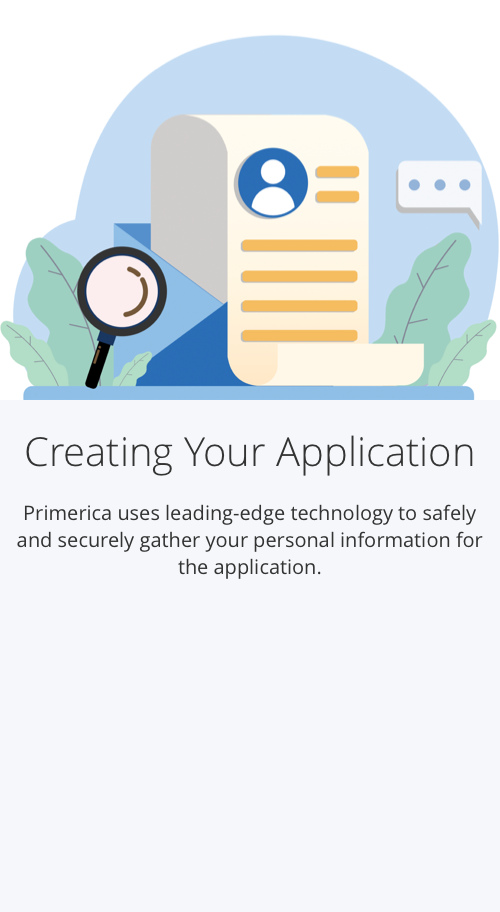 Creating Your Application
Primerica uses leading-edge technology to safely
and securely gather your personal information for
the application.